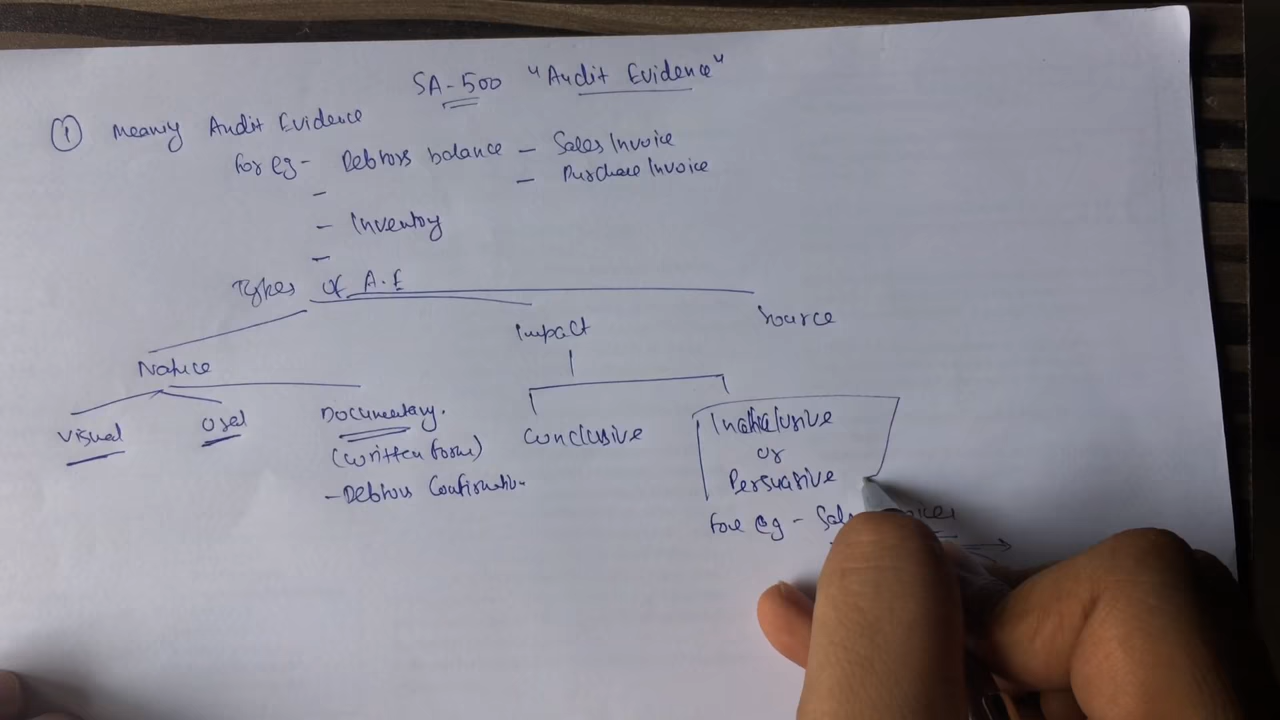 SA-500 "Audit Evidence"
① Meaning Audit Evidence
For eg - Debtors balance - Sales Invoice
- - Purchase Invoice
- Inventory
-
Types of A.E
Nature Impact Source
Visual Oral Documentary.
(written form)
- Debtors Confirmation
Conclusive
Inconclusive
or
Persuasive
For eg -